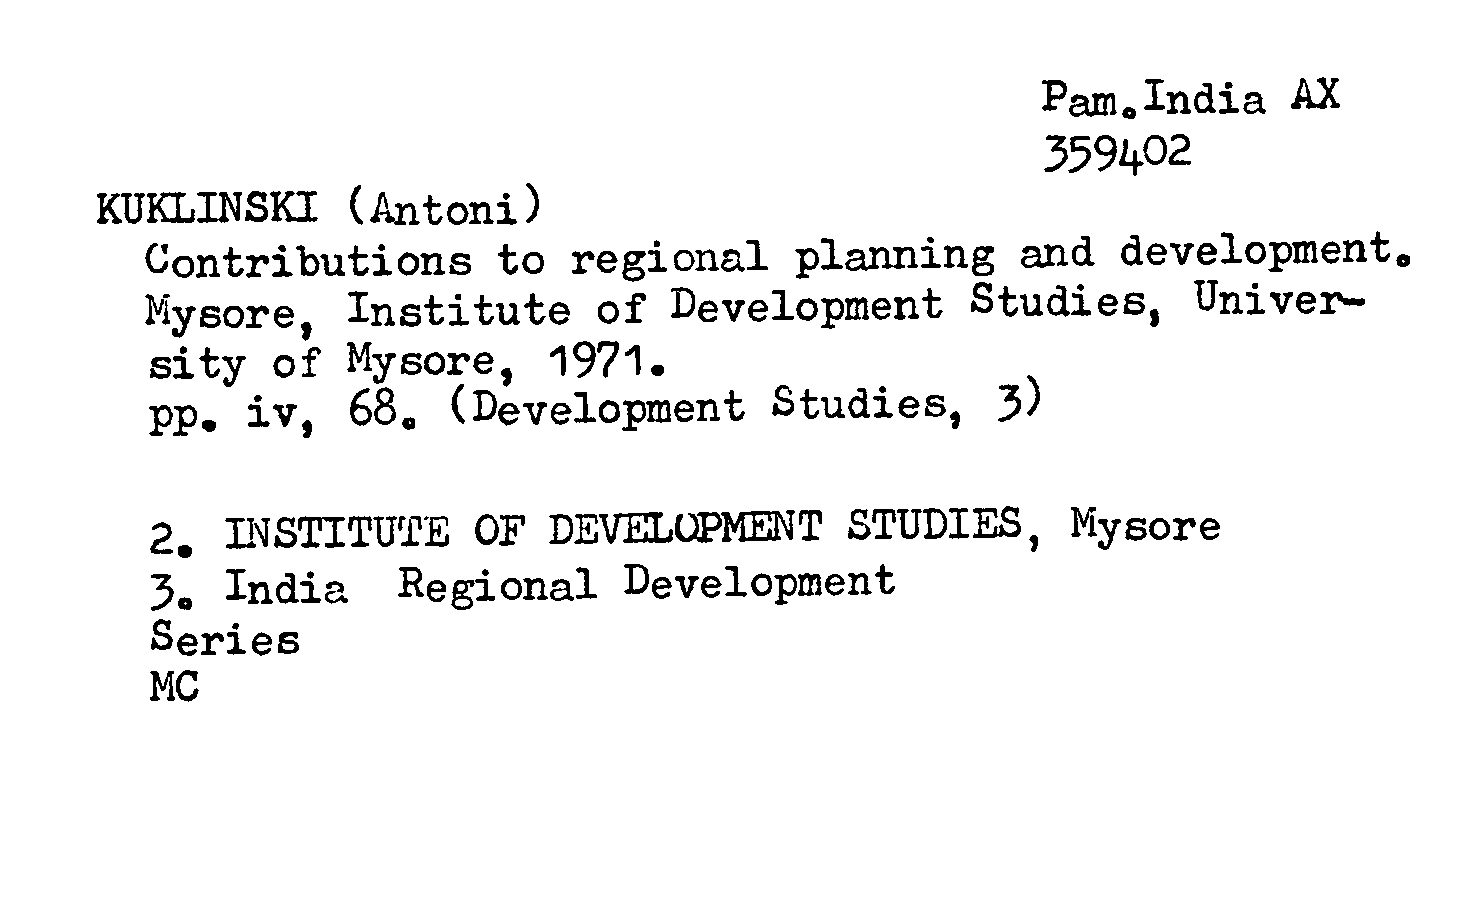 Pam.India AX
359402
KUKLINSKI (Antoni)
Contributions to regional planning and development.
Mysore, Institute of Development Studies, Univer-
sity of Mysore, 1971.
pp. iv, 68. (Development Studies, 3)
2. INSTITUTE OF DEVELOPMENT STUDIES, Mysore
3. India Regional Development
Series
MC